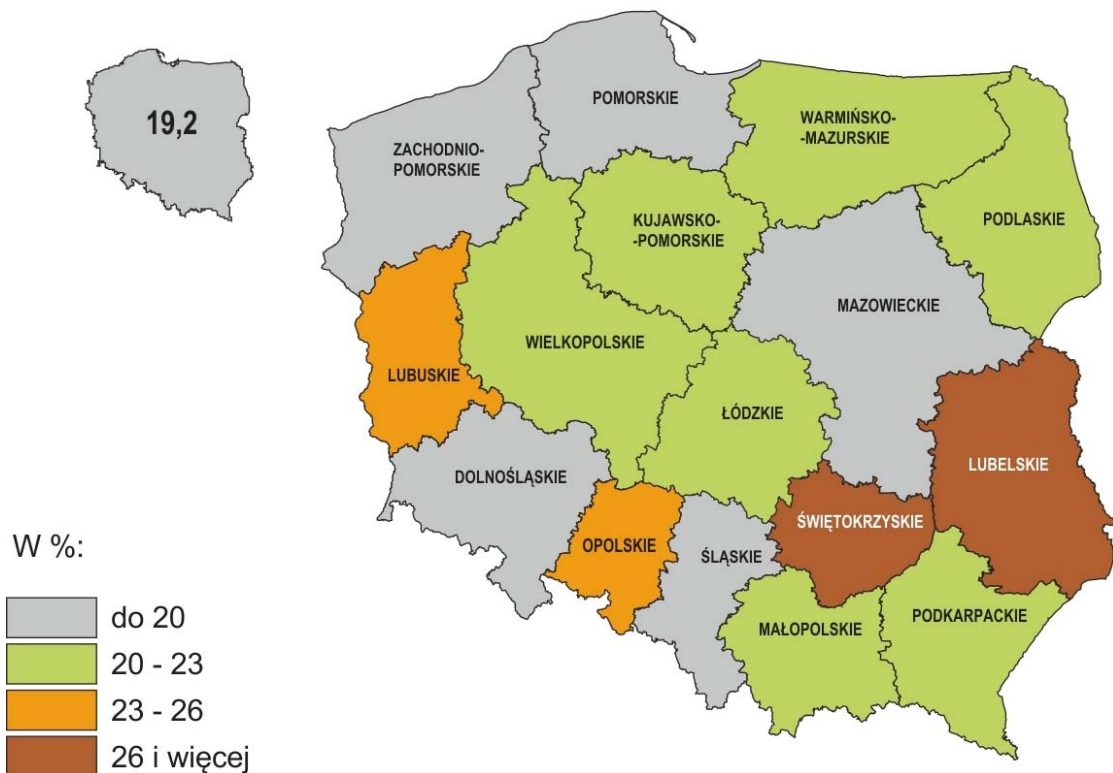 19,2
POMORSKIE
WARMIŃSKO-
-MAZURSKIE
ZACHODNIO-
POMORSKIE
PODLASKIE
KUJAWSKO-
-POMORSKIE
MAZOWIECKIE
WIELKOPOLSKIE
LUBUSKIE
ŁÓDZKIE
LUBELSKIE
DOLNOŚLĄSKIE
ŚWIĘTOKRZYSKIE
OPOLSKIE
ŚLĄSKIE
PODKARPACKIE
MAŁOPOLSKIE
W %:
do 20
20 - 23
23 - 26
26 i więcej